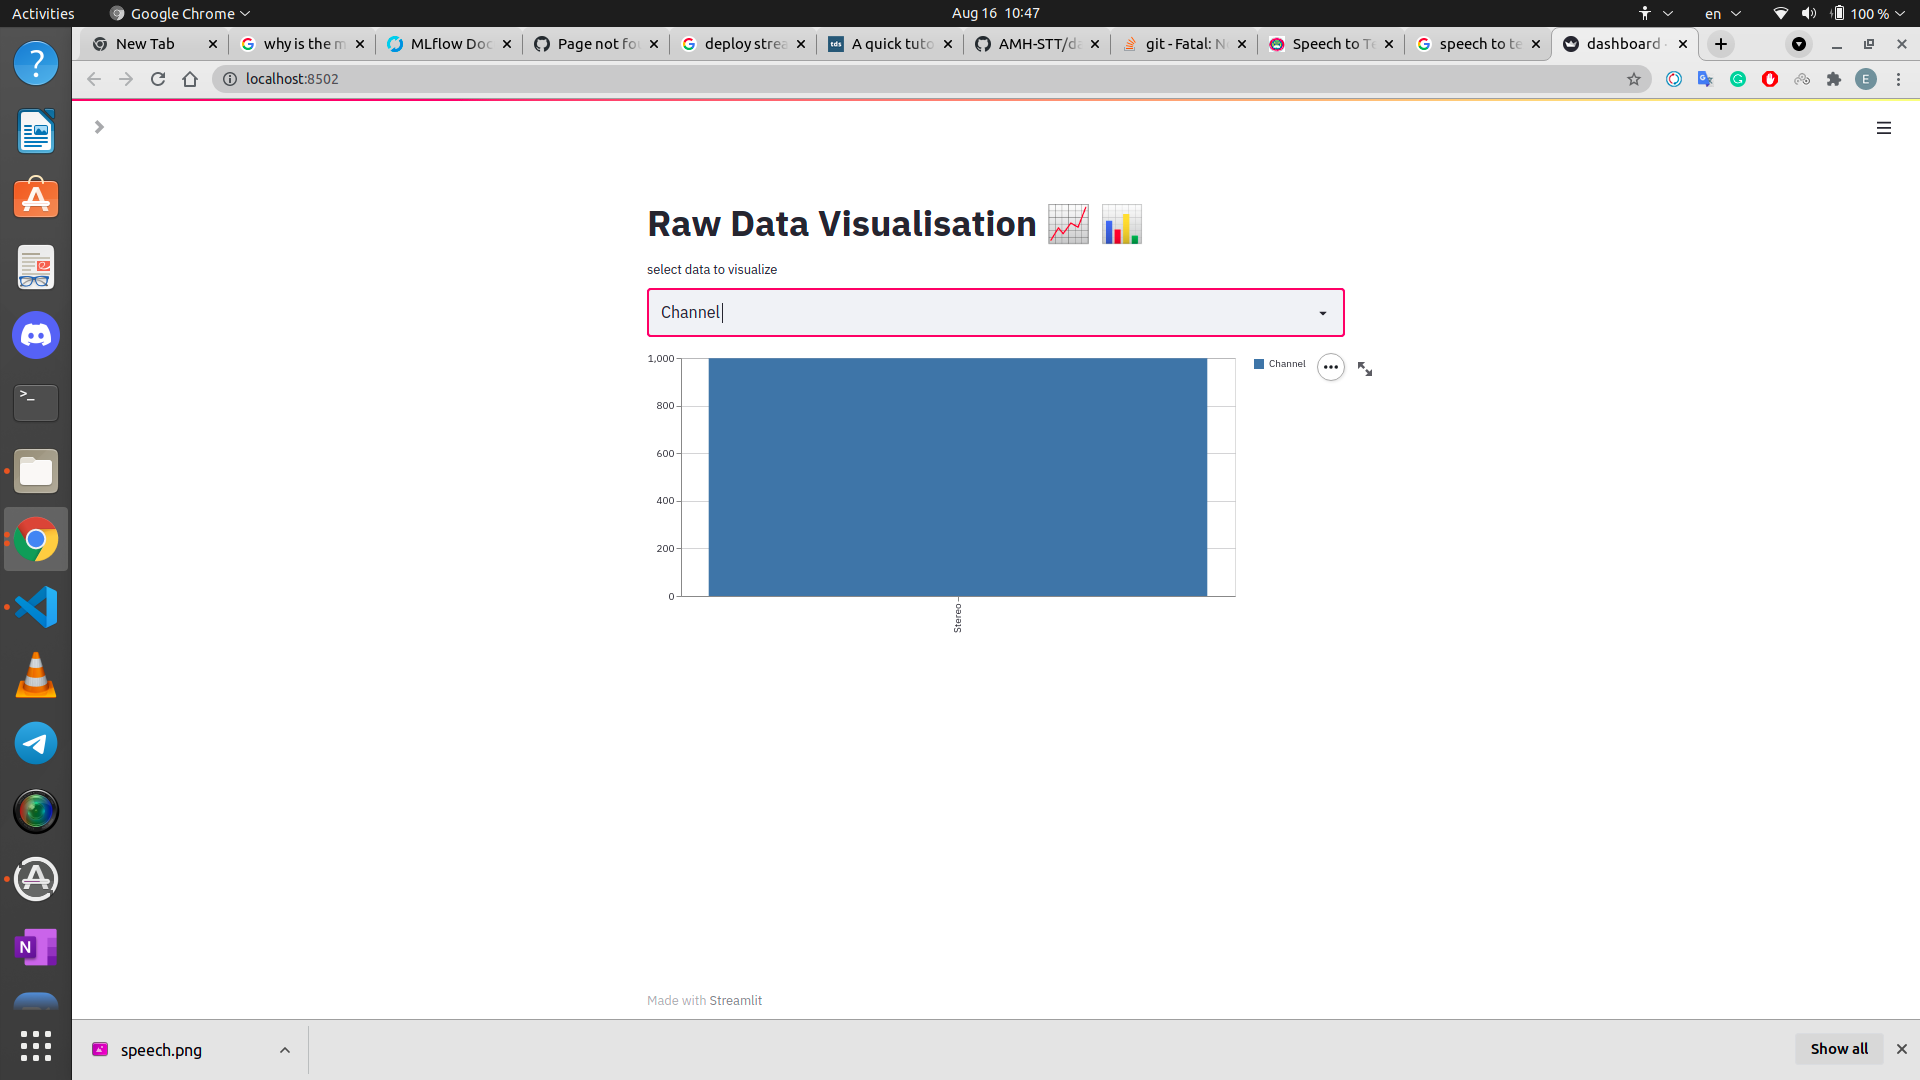 Activities
Google Chrome
Aug 16 10:47
en
100 %
New Tab
why is the m
MLflow Doc
Page not fo
deploy strea
tds
A quick tuto
AMH-STT/da
git - Fatal: N
Speech to Te
speech to te
dashboard
localhost:8502
E
Raw Data Visualisation
select data to visualize
Channel
1,000
800
600
400
200
0
Stereo
Channel
Made with Streamlit
speech.png
Show all